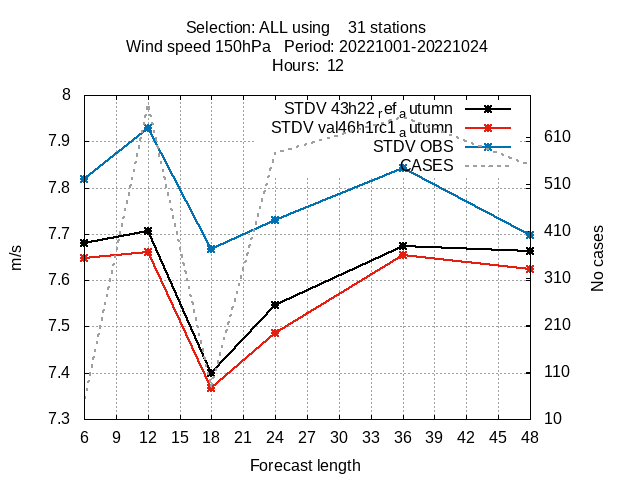 Selection: ALL using    31 stations
Wind speed 150hPa   Period: 20221001-20221024
Hours:  12
STDV 43h22_ref_autumn
STDV val46h1rc1_autumn
STDV OBS
CASES
8
7.9
7.8
7.7
7.6
7.5
7.4
7.3
610
510
410
310
210
110
10
m/s
No cases
6 9 12 15 18 21 24 27 30 33 36 39 42 45 48
Forecast length